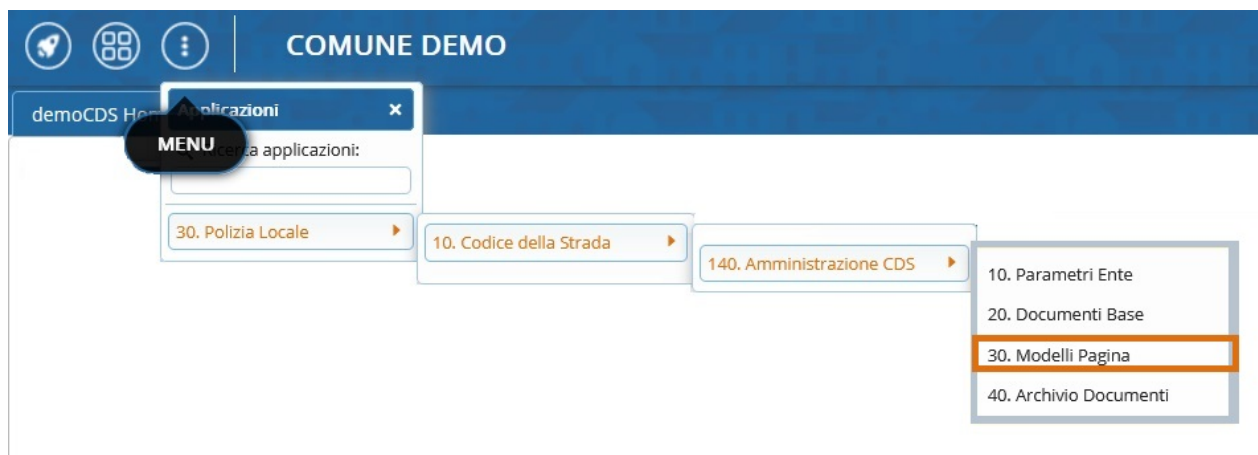 COMUNE DEMO
demoCDS
Applicazioni
MENU
applicazioni:
30. Polizia Locale
10. Codice della Strada
140. Amministrazione CDS
10. Parametri Ente
20. Documenti Base
30. Modelli Pagina
40. Archivio Documenti